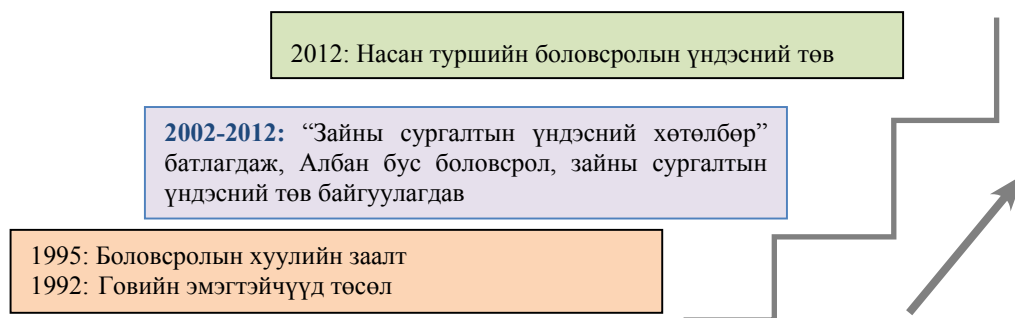 2012: Насан туршийн боловсролын үндэсний төв
2002-2012: “Зайны сургалтын үндэсний хөтөлбөр”
батлагдаж, Албан бус боловсрол, зайны сургалтын
үндэсний төв байгуулагдав
1995: Боловсролын хуулийн заалт
1992: Говийн эмэгтэйчүүд төсөл